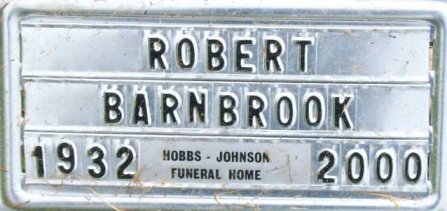 ROBERT
BARNBROOK
1932 HOBBS - JOHNSON 2000
FUNERAL HOME